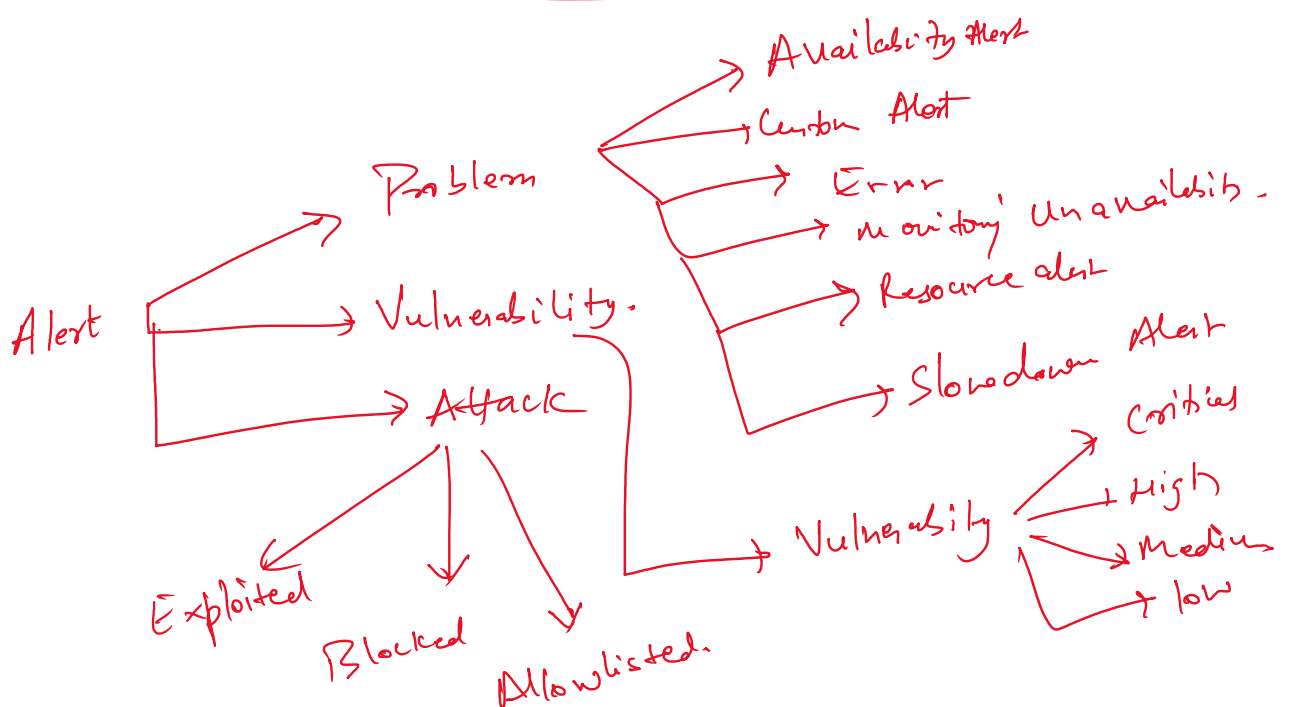 Availability Alert
Custom Alert
Problem
Error
Monitoring Unavailability.
Resource alert
Alert
Vulnerability.
Slowdown Alert
Attack
Critical
High
Vulnerability
Medium
low
Exploited
Blocked
Allowlisted.